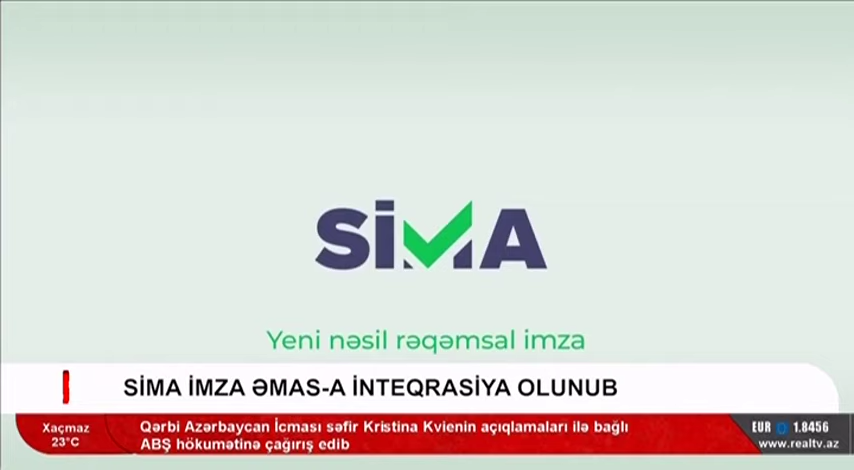 SİMA
Yeni nəsil rəqəmsal imza
SİMA İMZA ƏMAS-A İNTEQRASİYA OLUNUB
Xaçmaz
23°C
Qərbi Azərbaycan İcması səfir Kristina Kvienin açıqlamaları ilə bağlı
ABŞ hökumətinə çağırış edib
EUR 1.8456
www.realtv.az